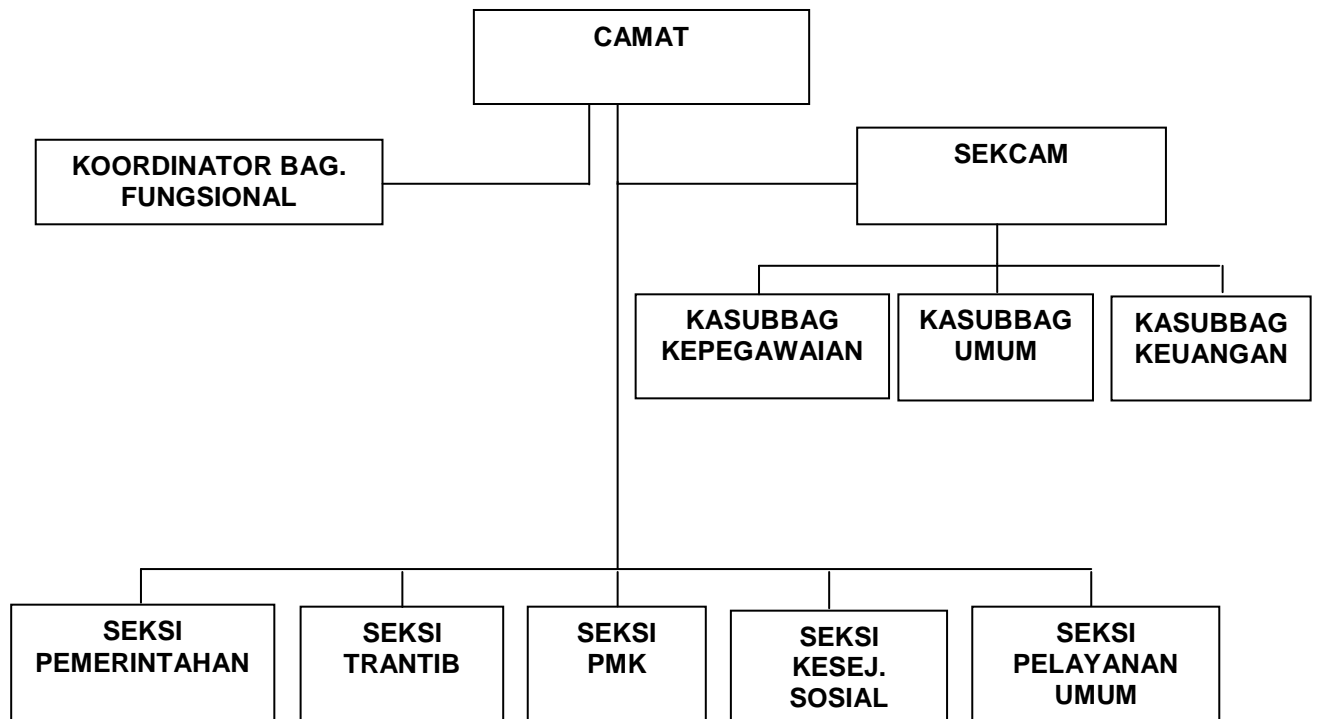 CAMAT
KOORDINATOR BAG.
FUNGSIONAL
SEKCAM
KASUBBAG
KEPEGAWAIAN
KASUBBAG
UMUM
KASUBBAG
KEUANGAN
SEKSI
PEMERINTAHAN
SEKSI
TRANTIB
SEKSI
PMK
SEKSI
KESEJ.
SOSIAL
SEKSI
PELAYANAN
UMUM